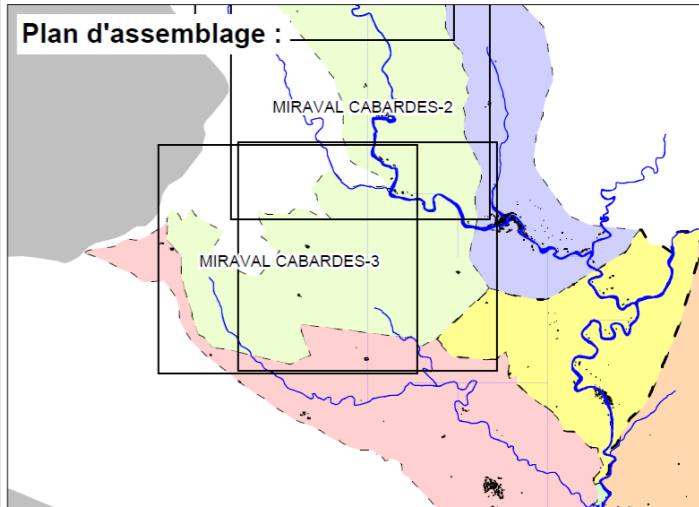 Plan d'assemblage :
MIRAVAL CABARDES-2
MIRAVAL CABARDES-3